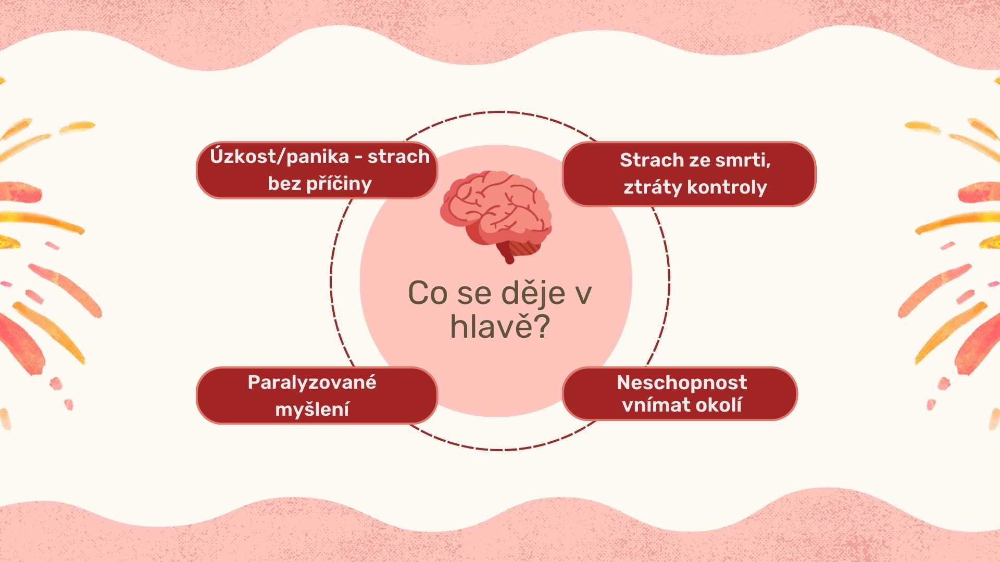 Úzkost/panika - strach
bez příčiny
Strach ze smrti,
ztráty kontroly
Co se děje v
hlavě?
Paralyzované
myšlení
Neschopnost
vnímat okolí